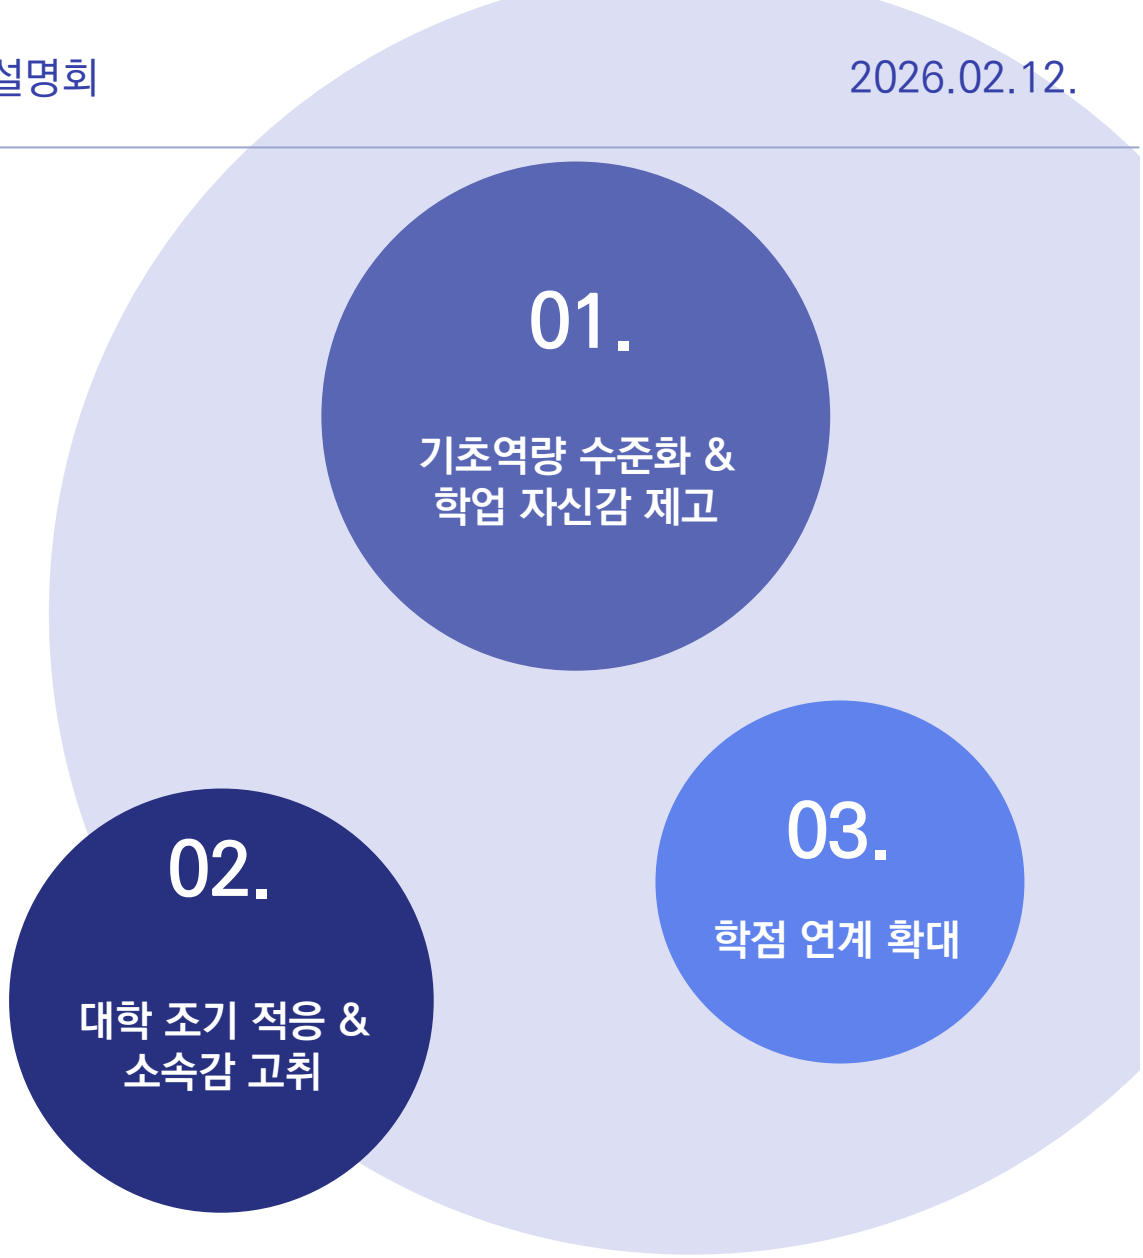 설명회
2026.02.12.
01.
기초역량 수준화 &
학업 자신감 제고
02.
대학 조기 적응 &
소속감 고취
03.
학점 연계 확대